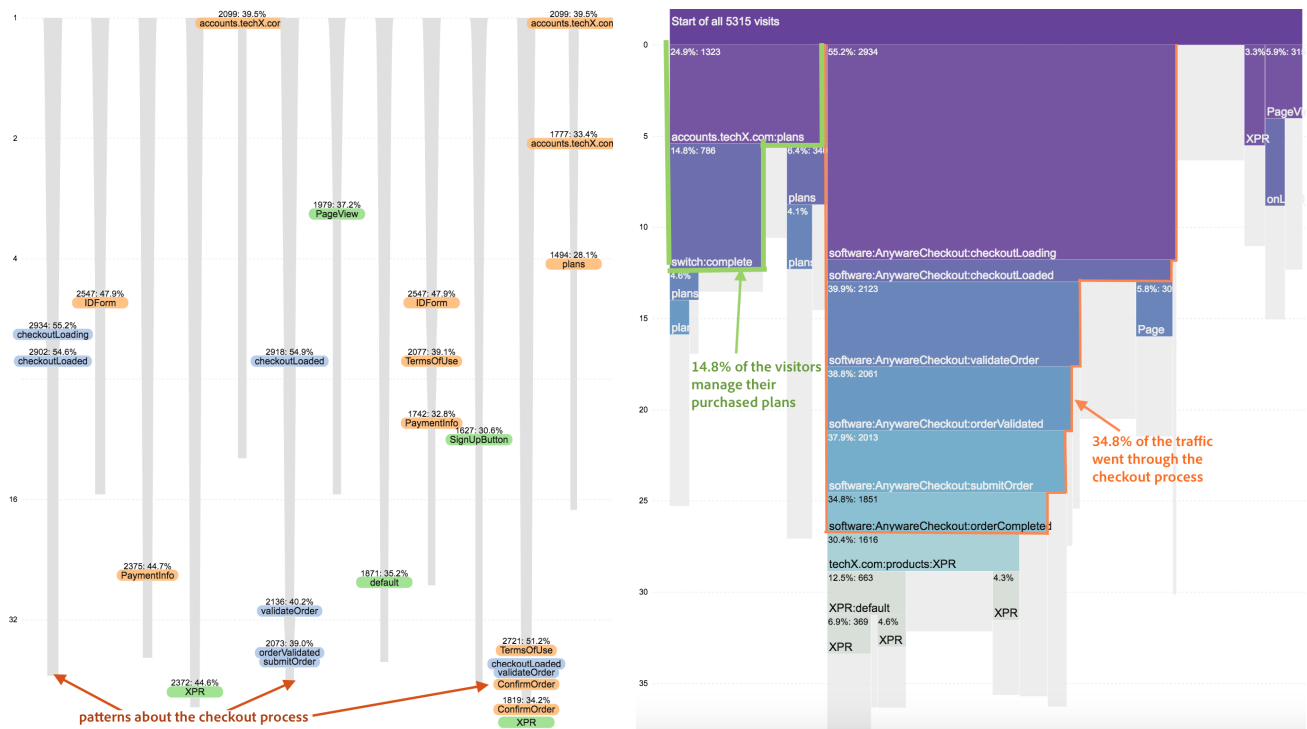 1
2
4
16
32
2099: 39.5%
accounts.techX.con
2099: 39.5%
accounts.techX.con
1777: 33.4%
accounts.techX.con
1979: 37.2%
PageView
1494: 28.1%
plans
2547: 47.9%
IDForm
2547: 47.9%
IDForm
2934: 55.2%
checkoutLoading
2902: 54.6%
checkoutLoaded
2918: 54.9%
checkoutLoaded
2077: 39.1%
TermsOfUse
1742: 32.8%
PaymentInfo
1627: 30.6%
SignUpButton
2375: 44.7%
PaymentInfo
1871: 35.2%
default
2136: 40.2%
validateOrder
2073: 39.0%
orderValidated
submitOrder
2721: 51.2%
TermsOfUse
checkoutLoaded
validateOrder
ConfirmOrder
2372: 44.6%
XPR
1819: 34.2%
ConfirmOrder
XPR
patterns about the checkout process
Start of all 5315 visits
0
5
10
15
20
25
30
35
24.9%: 1323
accounts.techX.com:plans
14.8%: 786
switch:complete
6.4%: 340
plans
4.1%
plans
4.6%
plans
plan
55.2%: 2934
software:AnywareCheckout:checkoutLoading
software:AnywareCheckout:checkoutLoaded
39.9%: 2123
software:AnywareCheckout:validateOrder
38.8%: 2061
software:AnywareCheckout:orderValidated
37.9%: 2013
software:AnywareCheckout:submitOrder
34.8%: 1851
software:AnywareCheckout:orderCompleted
30.4%: 1616
techX.com:products:XPR
12.5%: 663
XPR:default
6.9%: 369
XPR
4.6%
XPR
4.3%
XPR
5.8%: 30
Page
3.3%
XPR
5.9%: 315
PageVi
onL
14.8% of the visitors
manage their
purchased plans
34.8% of the traffic
went through the
checkout process